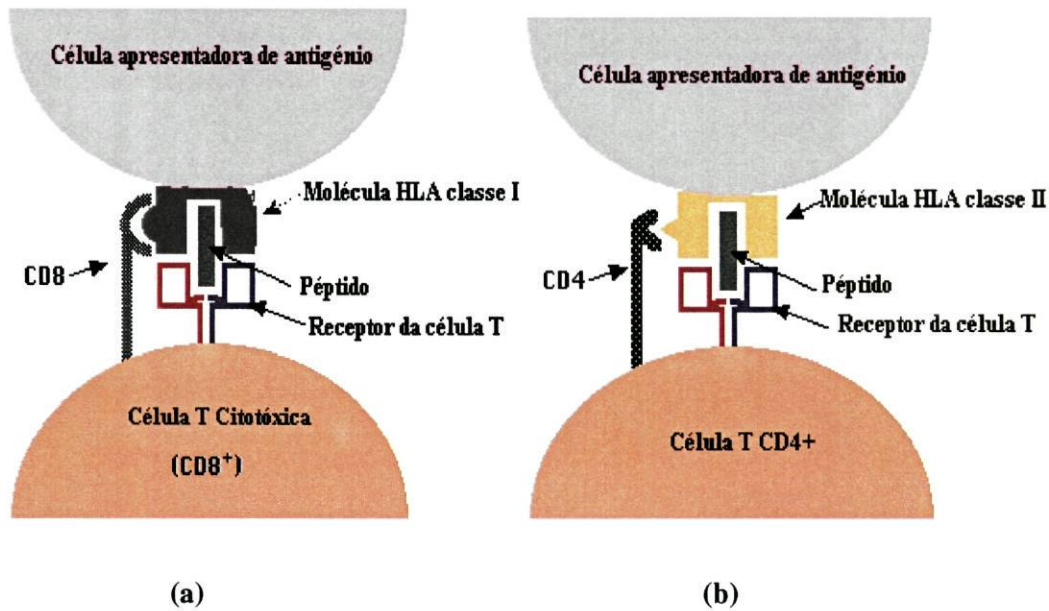 Célula apresentadora de antigénio
Molécula HLA classe I
CD8
Péptido
Receptor da célula T
Célula T Citotóxica
(CD8⁺)
(a)
Célula apresentadora de antigénio
Molécula HLA classe II
CD4
Péptido
Receptor da célula T
Célula T CD4+
(b)